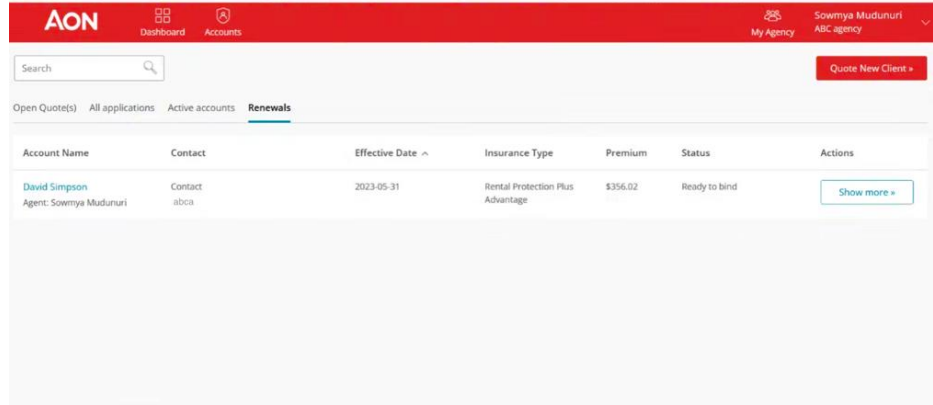 AON
Dashboard
Accounts
My Agency
Sowmya Mudunuri
ABC agency
Search
Quote New Client »
Open Quote(s) All applications Active accounts Renewals
Account Name Contact Effective Date Insurance Type Premium Status Actions
David Simpson Contact 2023-05-31 Rental Protection Plus $356.02 Ready to bind Show more »
Agent: Sowmya Mudunuri abca Advantage